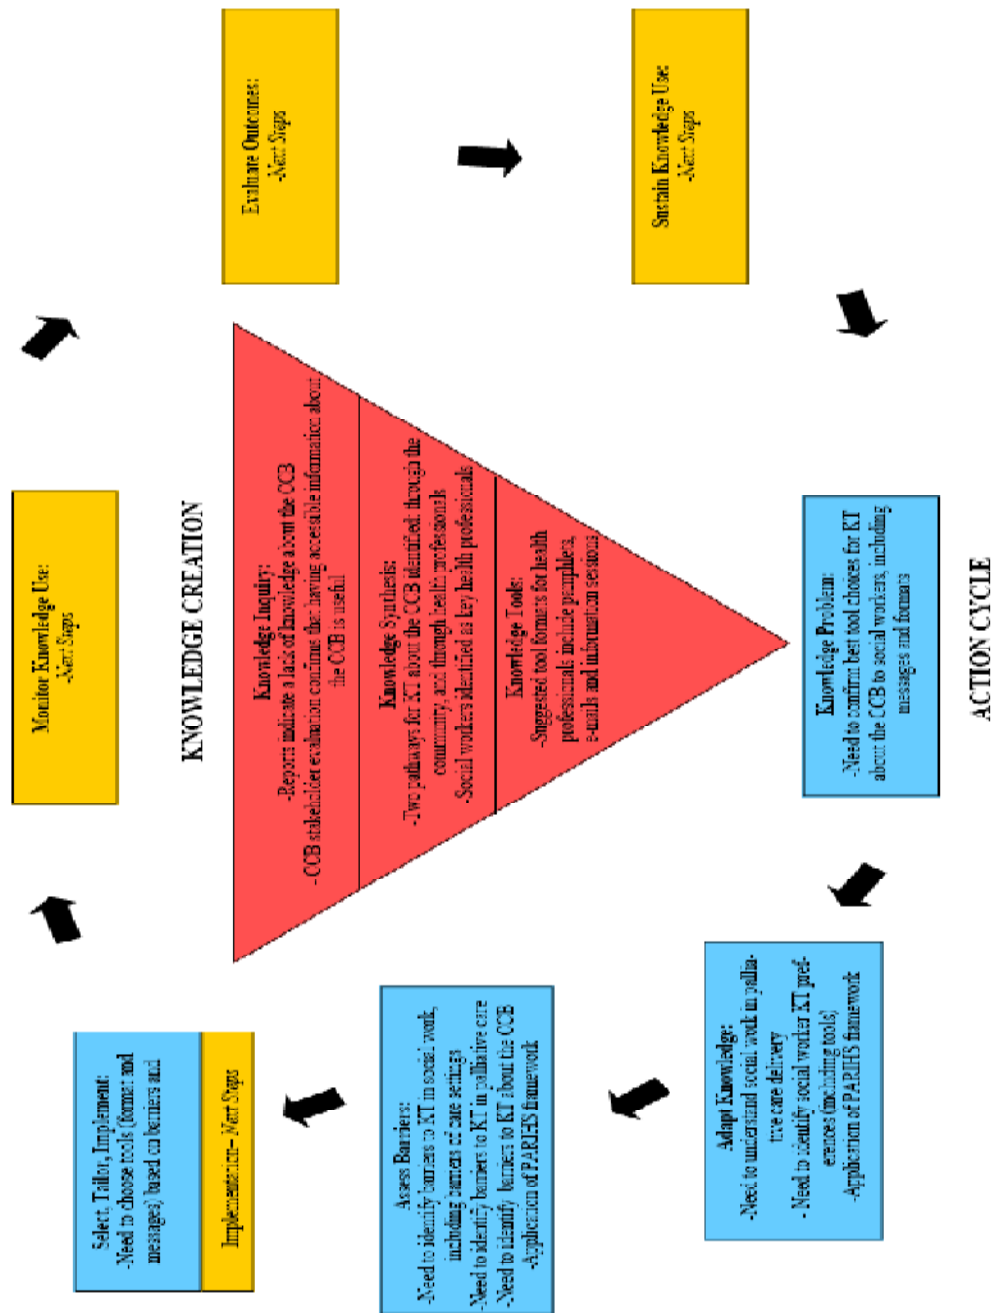 Monitor Knowledge Use:
-Next Steps
Select, Tailor, Implement:
-Need to choose tools (format and
messages) based on barriers and
messages)
Implementation– Next Steps
Evaluate Outcomes:
-Next Steps
KNOWLEDGE CREATION
Knowledge Inquiry:
-Reports indicate a lack of knowledge about the CCB
-CCB stakeholder evaluation confirms that having accessible information about
the CCB is useful
Knowledge Synthesis:
-Two pathways for KT about the CCB identified: through the
community, and through health professionals
-Social workers identified as key health professionals
Knowledge Tools:
-Suggested tool formats for health
professionals include pamphlets,
e-mails and information sessions
Assess Barriers:
-Need to identify barriers to KT in social work,
including barriers of care settings
-Need to identify barriers to KT in palliative care
-Need to identify barriers to KT about the CCB
-Application of PARIHS framework
Sustain Knowledge Use:
-Next Steps
Adapt Knowledge:
-Need to understand social work in pallia-
tive care delivery
- Need to identify social worker KT pref-
erences (including tools)
-Application of PARIHS framework
Knowledge Problem:
-Need to confirm best tool choices for KT
about the CCB to social workers, including
messages and formats
ACTION CYCLE